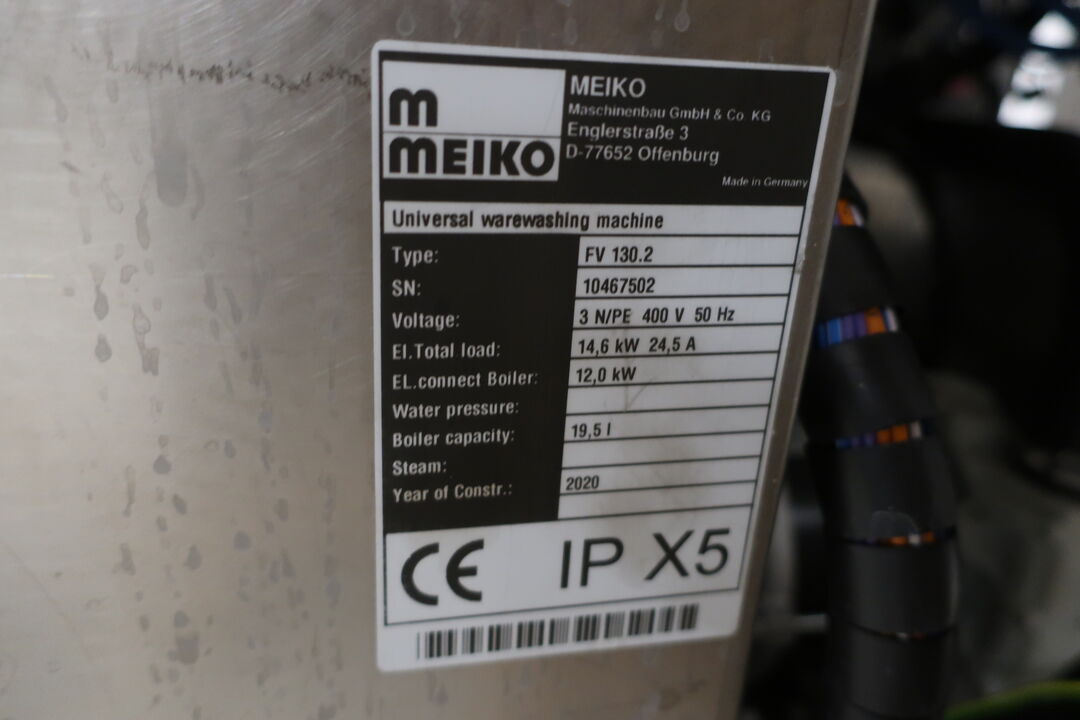 m
MEIKO
MEIKO
Maschinenbau GmbH & Co. KG
Englerstraße 3
D-77652 Offenburg
Made in Germany
Universal warewashing machine
Type: FV 130.2
SN: 10467502
Voltage: 3 N/PE 400 V 50 Hz
El.Total load: 14,6 kW 24,5 A
EL.connect Boiler: 12,0 kW
Water pressure:
Boiler capacity: 19,5 l
Steam:
Year of Constr.: 2020
CE IP X5